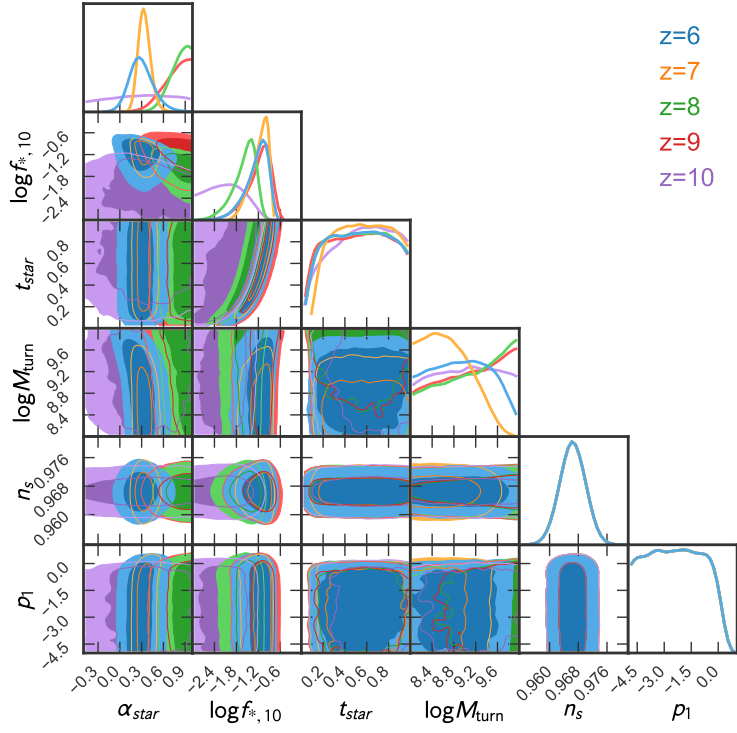 z=6
z=7
z=8
z=9
z=10
log f*, 10
−0.6
−1.2
−1.8
−2.4
t_star
0.8
0.6
0.4
0.2
log M_turn
9.6
9.2
8.8
8.4
n_s
0.976
0.968
0.960
p_1
0.0
−1.5
−3.0
−4.5
−0.3 0.0 0.3 0.6 0.9
−2.4 −1.8 −1.2 −0.6
0.2 0.4 0.6 0.8
8.4 8.8 9.2 9.6
0.960 0.968 0.976
−4.5 −3.0 −1.5 0.0
α_star
log f*, 10
t_star
log M_turn
n_s
p_1